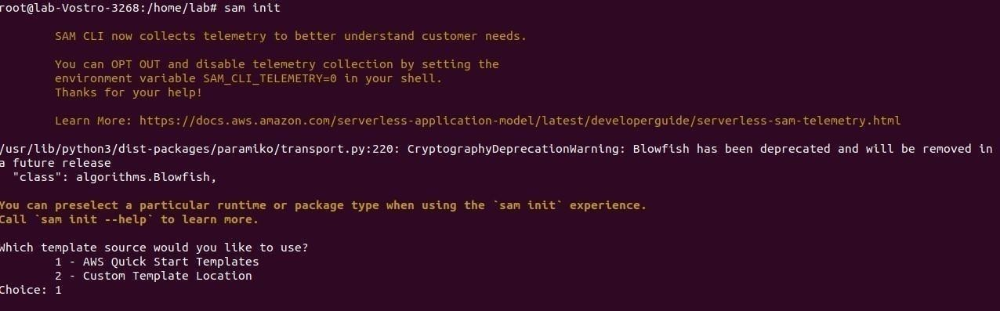 root@lab-Vostro-3268:/home/lab# sam init
SAM CLI now collects telemetry to better understand customer needs.
You can OPT OUT and disable telemetry collection by setting the
environment variable SAM_CLI_TELEMETRY=0 in your shell.
Thanks for your help!
Learn More: https://docs.aws.amazon.com/serverless-application-model/latest/developerguide/serverless-sam-telemetry.html
/usr/lib/python3/dist-packages/paramiko/transport.py:220: CryptographyDeprecationWarning: Blowfish has been deprecated and will be removed in
a future release
"class": algorithms.Blowfish,
You can preselect a particular runtime or package type when using the `sam init` experience.
Call `sam init --help` to learn more.
Which template source would you like to use?
1 - AWS Quick Start Templates
2 - Custom Template Location
Choice: 1